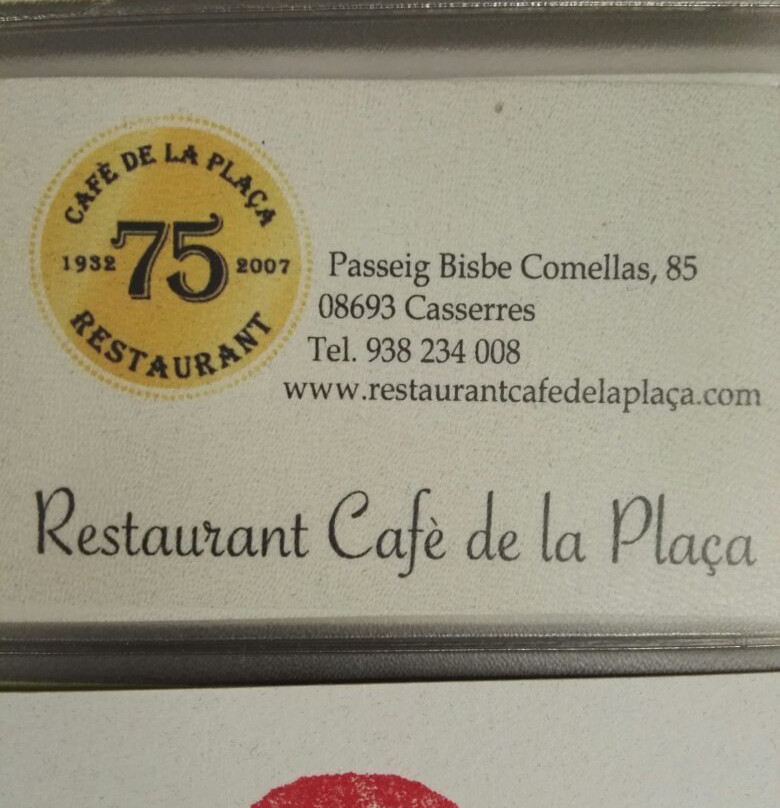 CAFÈ DE LA PLAÇA
1932 75 2007
RESTAURANT
Passeig Bisbe Comellas, 85
08693 Casserres
Tel. 938 234 008
www.restaurantcafedelaplaça.com
Restaurant Cafè de la Plaça